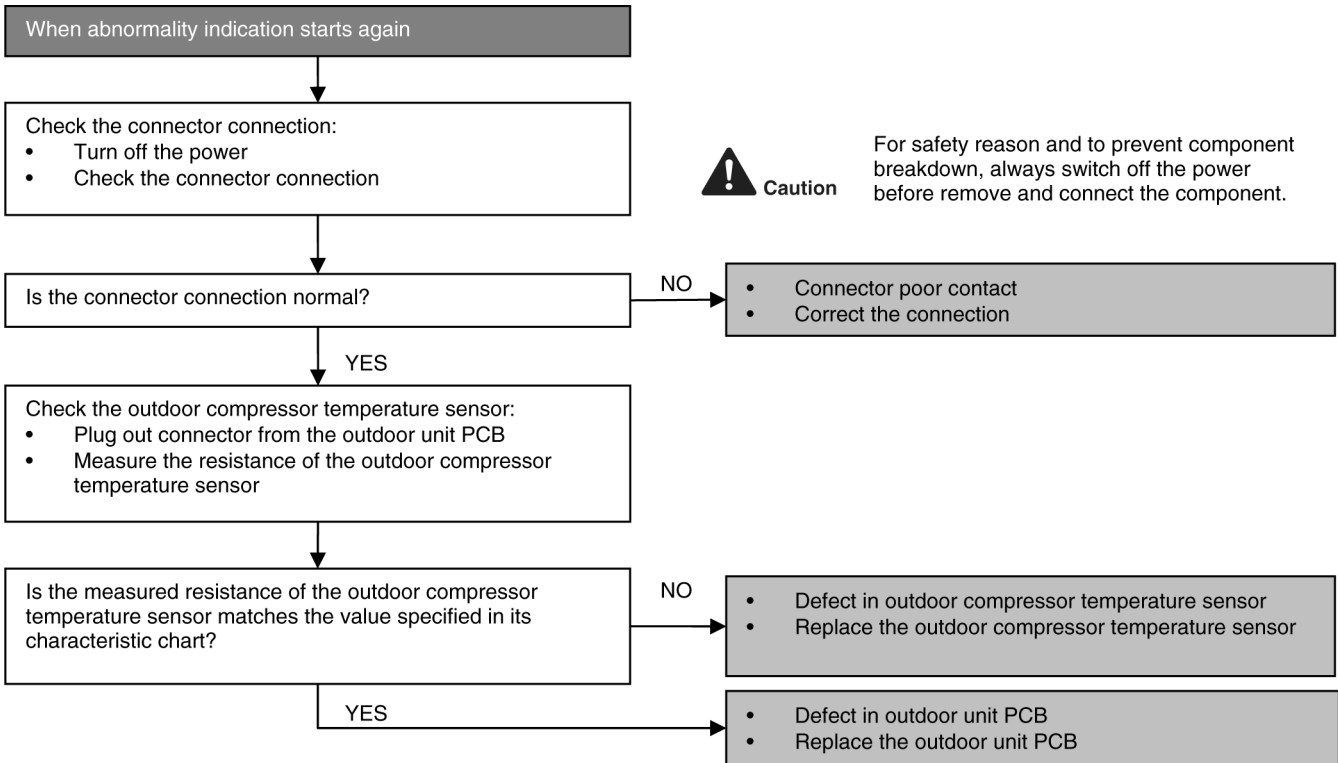 When abnormality indication starts again
Check the connector connection:
• Turn off the power
• Check the connector connection
Caution
For safety reason and to prevent component
breakdown, always switch off the power
before remove and connect the component.
Is the connector connection normal?
NO
• Connector poor contact
• Correct the connection
YES
Check the outdoor compressor temperature sensor:
• Plug out connector from the outdoor unit PCB
• Measure the resistance of the outdoor compressor
temperature sensor
Is the measured resistance of the outdoor compressor
temperature sensor matches the value specified in its
characteristic chart?
NO
• Defect in outdoor compressor temperature sensor
• Replace the outdoor compressor temperature sensor
YES
• Defect in outdoor unit PCB
• Replace the outdoor unit PCB